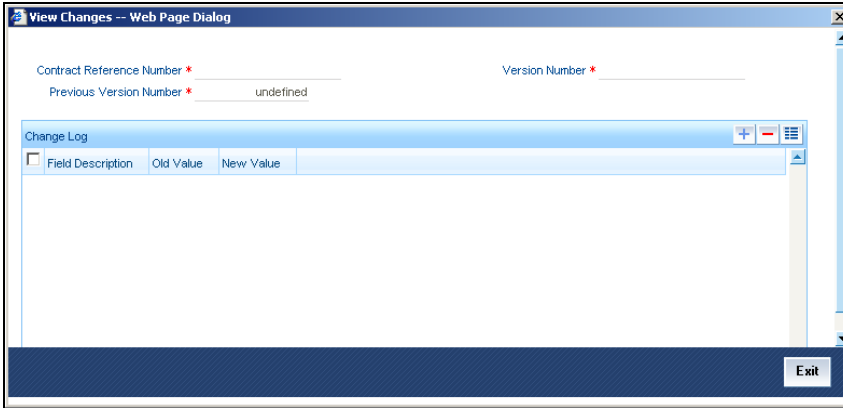 View Changes -- Web Page Dialog
Contract Reference Number * Version Number *
Previous Version Number * undefined
Change Log
Field Description Old Value New Value
Exit